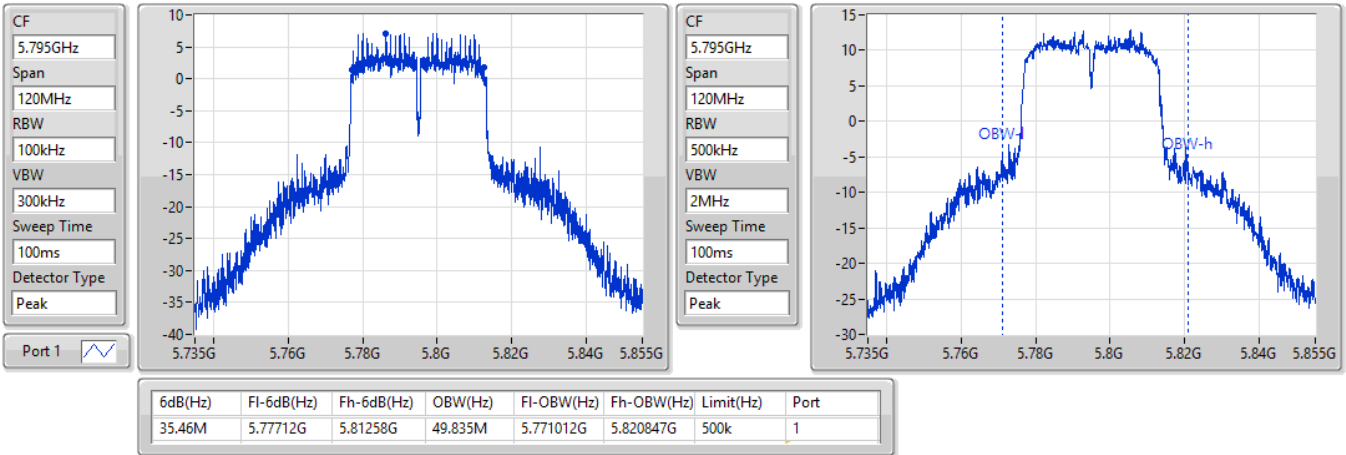 CF
5.795GHz
Span
120MHz
RBW
100kHz
VBW
300kHz
Sweep Time
100ms
Detector Type
Peak
Port 1
10-
5-
0-
-5-
-10-
-15-
-20-
-25-
-30-
-35-
-40-
5.735G 5.76G 5.78G 5.8G 5.82G 5.84G 5.855G
CF
5.795GHz
Span
120MHz
RBW
500kHz
VBW
2MHz
Sweep Time
100ms
Detector Type
Peak
15-
10-
5-
0-
-5-
-10-
-15-
-20-
-25-
-30-
OBW-l
OBW-h
5.735G 5.76G 5.78G 5.8G 5.82G 5.84G 5.855G
6dB(Hz) Fl-6dB(Hz) Fh-6dB(Hz) OBW(Hz) Fl-OBW(Hz) Fh-OBW(Hz) Limit(Hz) Port
35.46M 5.77712G 5.81258G 49.835M 5.771012G 5.820847G 500k 1